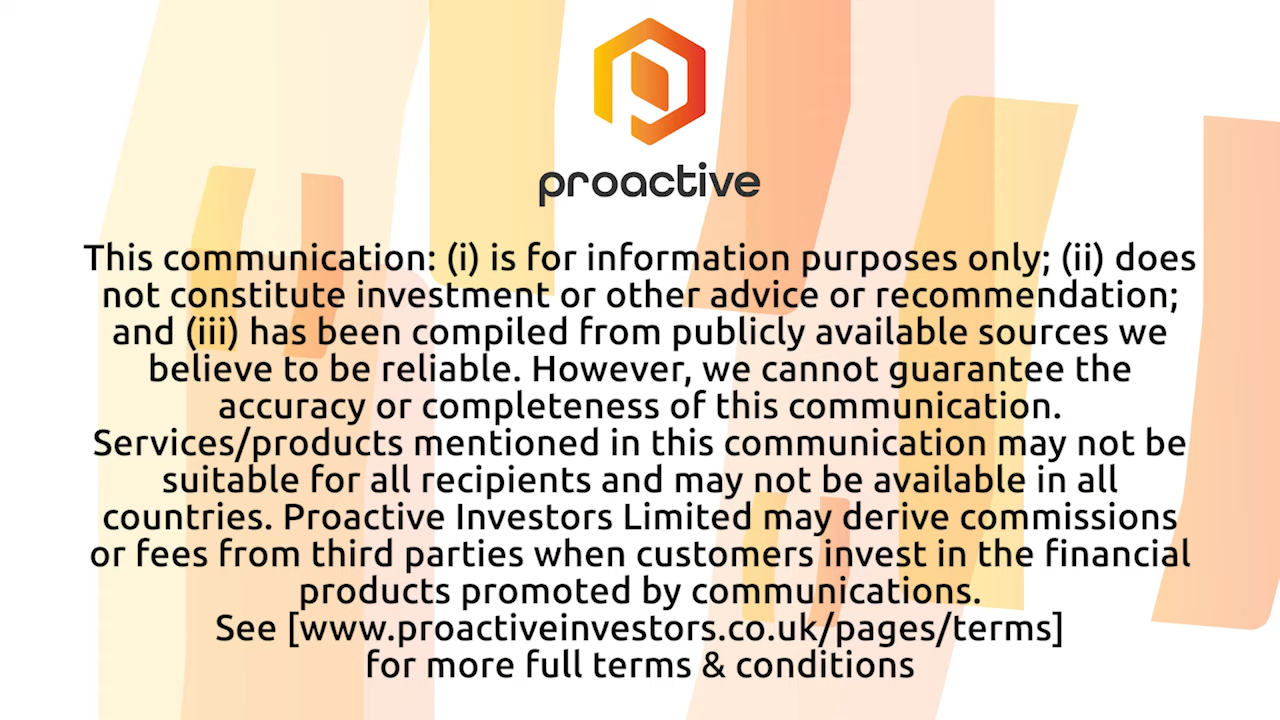 proactive
This communication: (i) is for information purposes only; (ii) does
not constitute investment or other advice or recommendation;
and (iii) has been compiled from publicly available sources we
believe to be reliable. However, we cannot guarantee the
accuracy or completeness of this communication.
Services/products mentioned in this communication may not be
suitable for all recipients and may not be available in all
countries. Proactive Investors Limited may derive commissions
or fees from third parties when customers invest in the financial
products promoted by communications.
See [www.proactiveinvestors.co.uk/pages/terms]
for more full terms & conditions